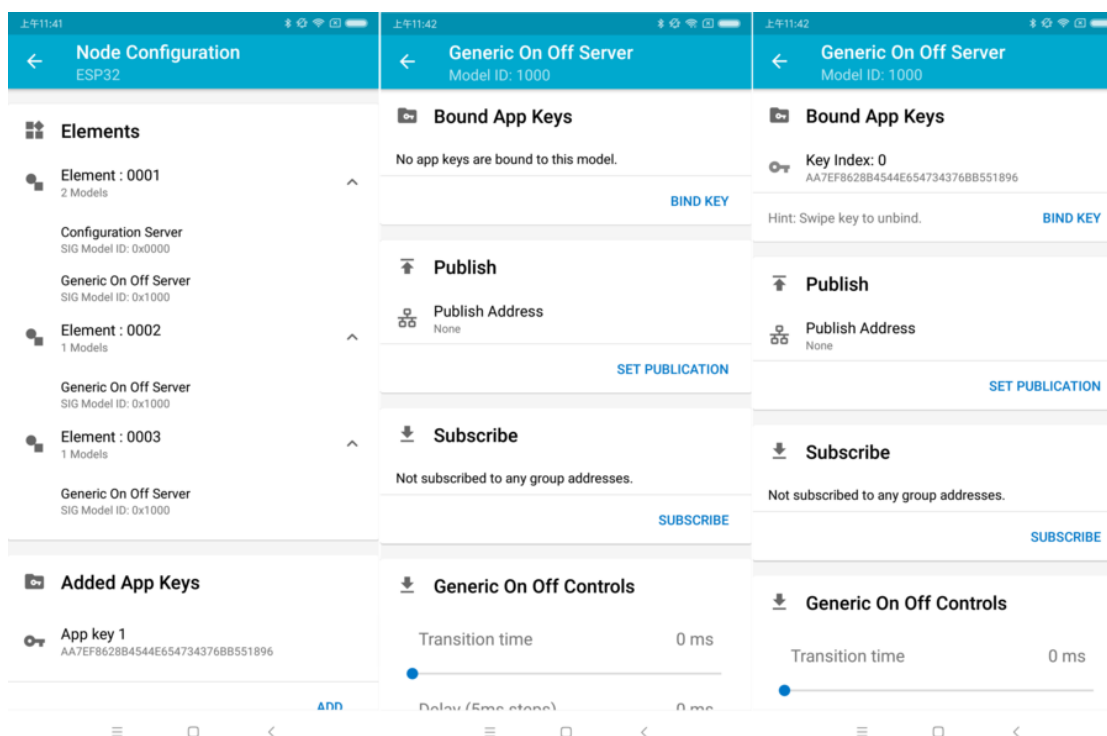 上午11:41
Node Configuration
ESP32
Elements
Element : 0001
2 Models
Configuration Server
SIG Model ID: 0x0000
Generic On Off Server
SIG Model ID: 0x1000
Element : 0002
1 Models
Generic On Off Server
SIG Model ID: 0x1000
Element : 0003
1 Models
Generic On Off Server
SIG Model ID: 0x1000
Added App Keys
App key 1
AA7EF8628B4544E654734376BB551896
ADD
上午11:42
Generic On Off Server
Model ID: 1000
Bound App Keys
No app keys are bound to this model.
BIND KEY
Publish
Publish Address
None
SET PUBLICATION
Subscribe
Not subscribed to any group addresses.
SUBSCRIBE
Generic On Off Controls
Transition time 0 ms
Delay (5ms steps) 0 ms
上午11:42
Generic On Off Server
Model ID: 1000
Bound App Keys
Key Index: 0
AA7EF8628B4544E654734376BB551896
Hint: Swipe key to unbind. BIND KEY
Publish
Publish Address
None
SET PUBLICATION
Subscribe
Not subscribed to any group addresses.
SUBSCRIBE
Generic On Off Controls
Transition time 0 ms